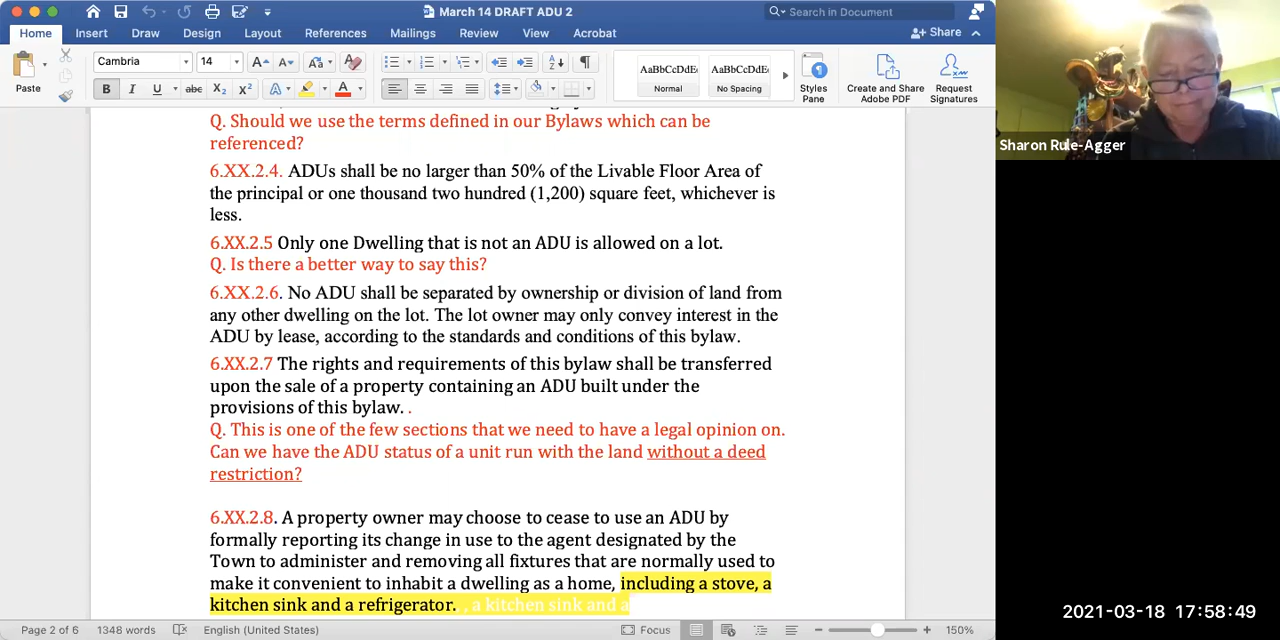 March 14 DRAFT ADU 2
Search in Document
Home Insert Draw Design Layout References Mailings Review View Acrobat Share
Cambria 14 AaBbCcDdE AaBbCcDdE
Paste B I U abc X2 X2 A A Normal No Spacing Styles Pane Create and Share Adobe PDF Request Signatures
Q. Should we use the terms defined in our Bylaws which can be
referenced?
6.XX.2.4. ADUs shall be no larger than 50% of the Livable Floor Area of
the principal or one thousand two hundred (1,200) square feet, whichever is
less.
6.XX.2.5 Only one Dwelling that is not an ADU is allowed on a lot.
Q. Is there a better way to say this?
6.XX.2.6. No ADU shall be separated by ownership or division of land from
any other dwelling on the lot. The lot owner may only convey interest in the
ADU by lease, according to the standards and conditions of this bylaw.
6.XX.2.7 The rights and requirements of this bylaw shall be transferred
upon the sale of a property containing an ADU built under the
provisions of this bylaw. .
Q. This is one of the few sections that we need to have a legal opinion on.
Can we have the ADU status of a unit run with the land without a deed
restriction?
6.XX.2.8. A property owner may choose to cease to use an ADU by
formally reporting its change in use to the agent designated by the
Town to administer and removing all fixtures that are normally used to
make it convenient to inhabit a dwelling as a home, including a stove, a
kitchen sink and a refrigerator. , a kitchen sink and a
Page 2 of 6 1348 words English (United States) Focus 150%
Sharon Rule-Agger
2021-03-18 17:58:49